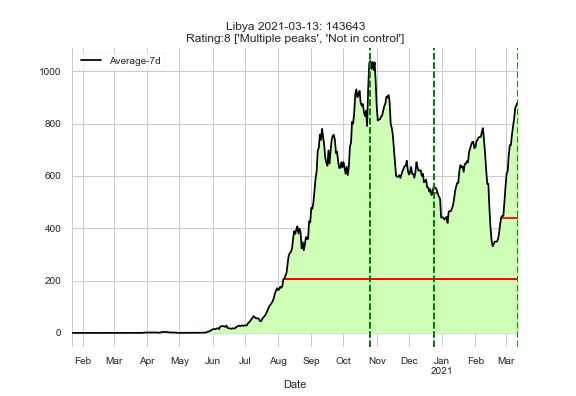 Libya 2021-03-13: 143643
Rating:8 ['Multiple peaks', 'Not in control']
Average-7d
1000
800
600
400
200
0
Feb Mar Apr May Jun Jul Aug Sep Oct Nov Dec Jan Feb Mar
2021
Date